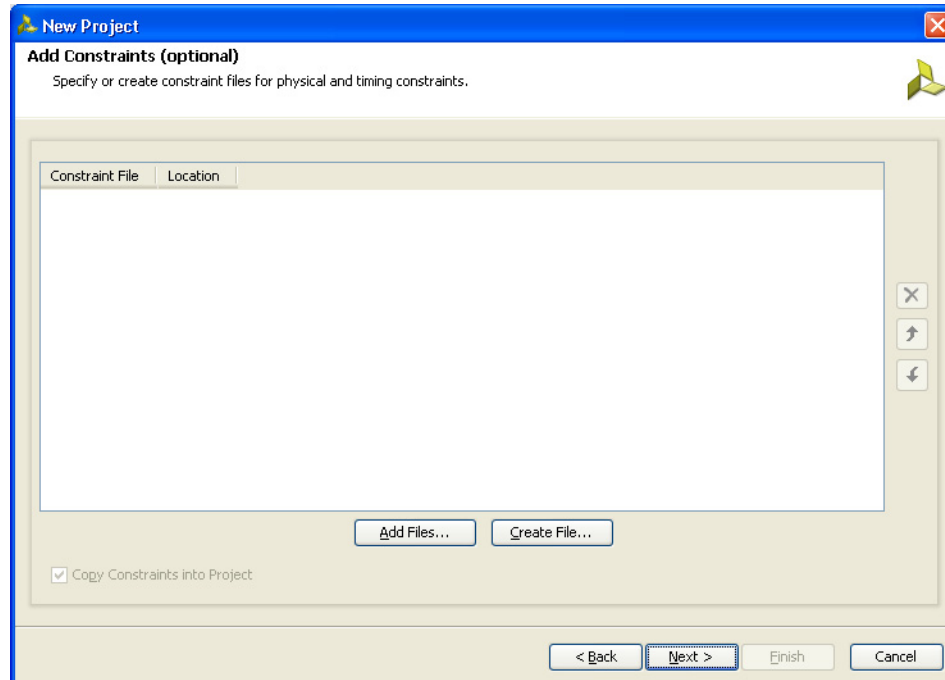 New Project
Add Constraints (optional)
Specify or create constraint files for physical and timing constraints.
Constraint File Location
Add Files... Create File...
Copy Constraints into Project
< Back Next > Finish Cancel